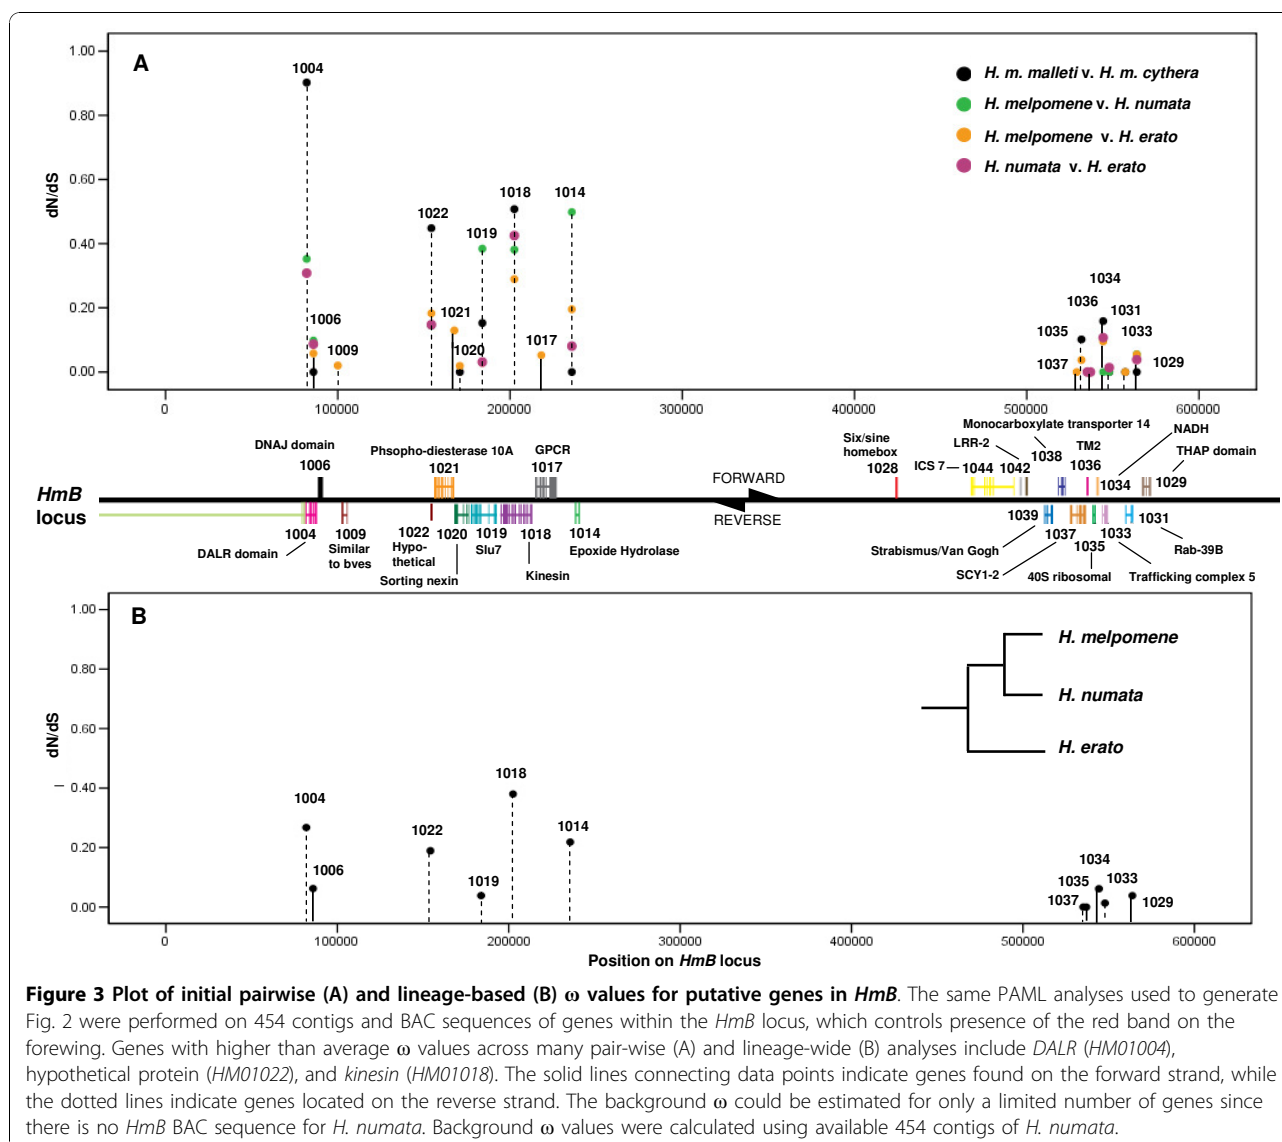 A
1.00
0.80
0.60
0.40
0.20
0.00
dN/dS
1004
1006
1009
1022
1021
1020
1019
1018
1017
1014
1034
1036
1031
1035
1033
1037
1029
H. m. malleti v. H. m. cythera
H. melpomene v. H. numata
H. melpomene v. H. erato
H. numata v. H. erato
0 100000 200000 300000 400000 500000 600000
HmB
locus
DNAJ domain
1006
Phsopho-diesterase 10A
1021
GPCR
1017
FORWARD
REVERSE
Six/sine
homebox
1028
Monocarboxylate transporter 14
LRR-2
ICS 7
1044
1042
1038
TM2
1036
NADH
1034
THAP domain
1029
DALR domain
1004
1009
Similar
to bves
1022
Hypo-
thetical
1020
Sorting nexin
1019
Slu7
1018
Kinesin
1014
Epoxide Hydrolase
1039
Strabismus/Van Gogh
1037
SCY1-2
1035
40S ribosomal
1033
Trafficking complex 5
1031
Rab-39B
B
1.00
0.80
0.60
0.40
0.20
0.00
dN/dS
1004
1006
1022
1019
1018
1014
1034
1035
1033
1037
1029
H. melpomene
H. numata
H. erato
0 100000 200000 300000 400000 500000 600000
Position on HmB locus
Figure 3 Plot of initial pairwise (A) and lineage-based (B) ω values for putative genes in HmB. The same PAML analyses used to generate
Fig. 2 were performed on 454 contigs and BAC sequences of genes within the HmB locus, which controls presence of the red band on the
forewing. Genes with higher than average ω values across many pair-wise (A) and lineage-wide (B) analyses include DALR (HM01004),
hypothetical protein (HM01022), and kinesin (HM01018). The solid lines connecting data points indicate genes found on the forward strand, while
the dotted lines indicate genes located on the reverse strand. The background ω could be estimated for only a limited number of genes since
there is no HmB BAC sequence for H. numata. Background ω values were calculated using available 454 contigs of H. numata.